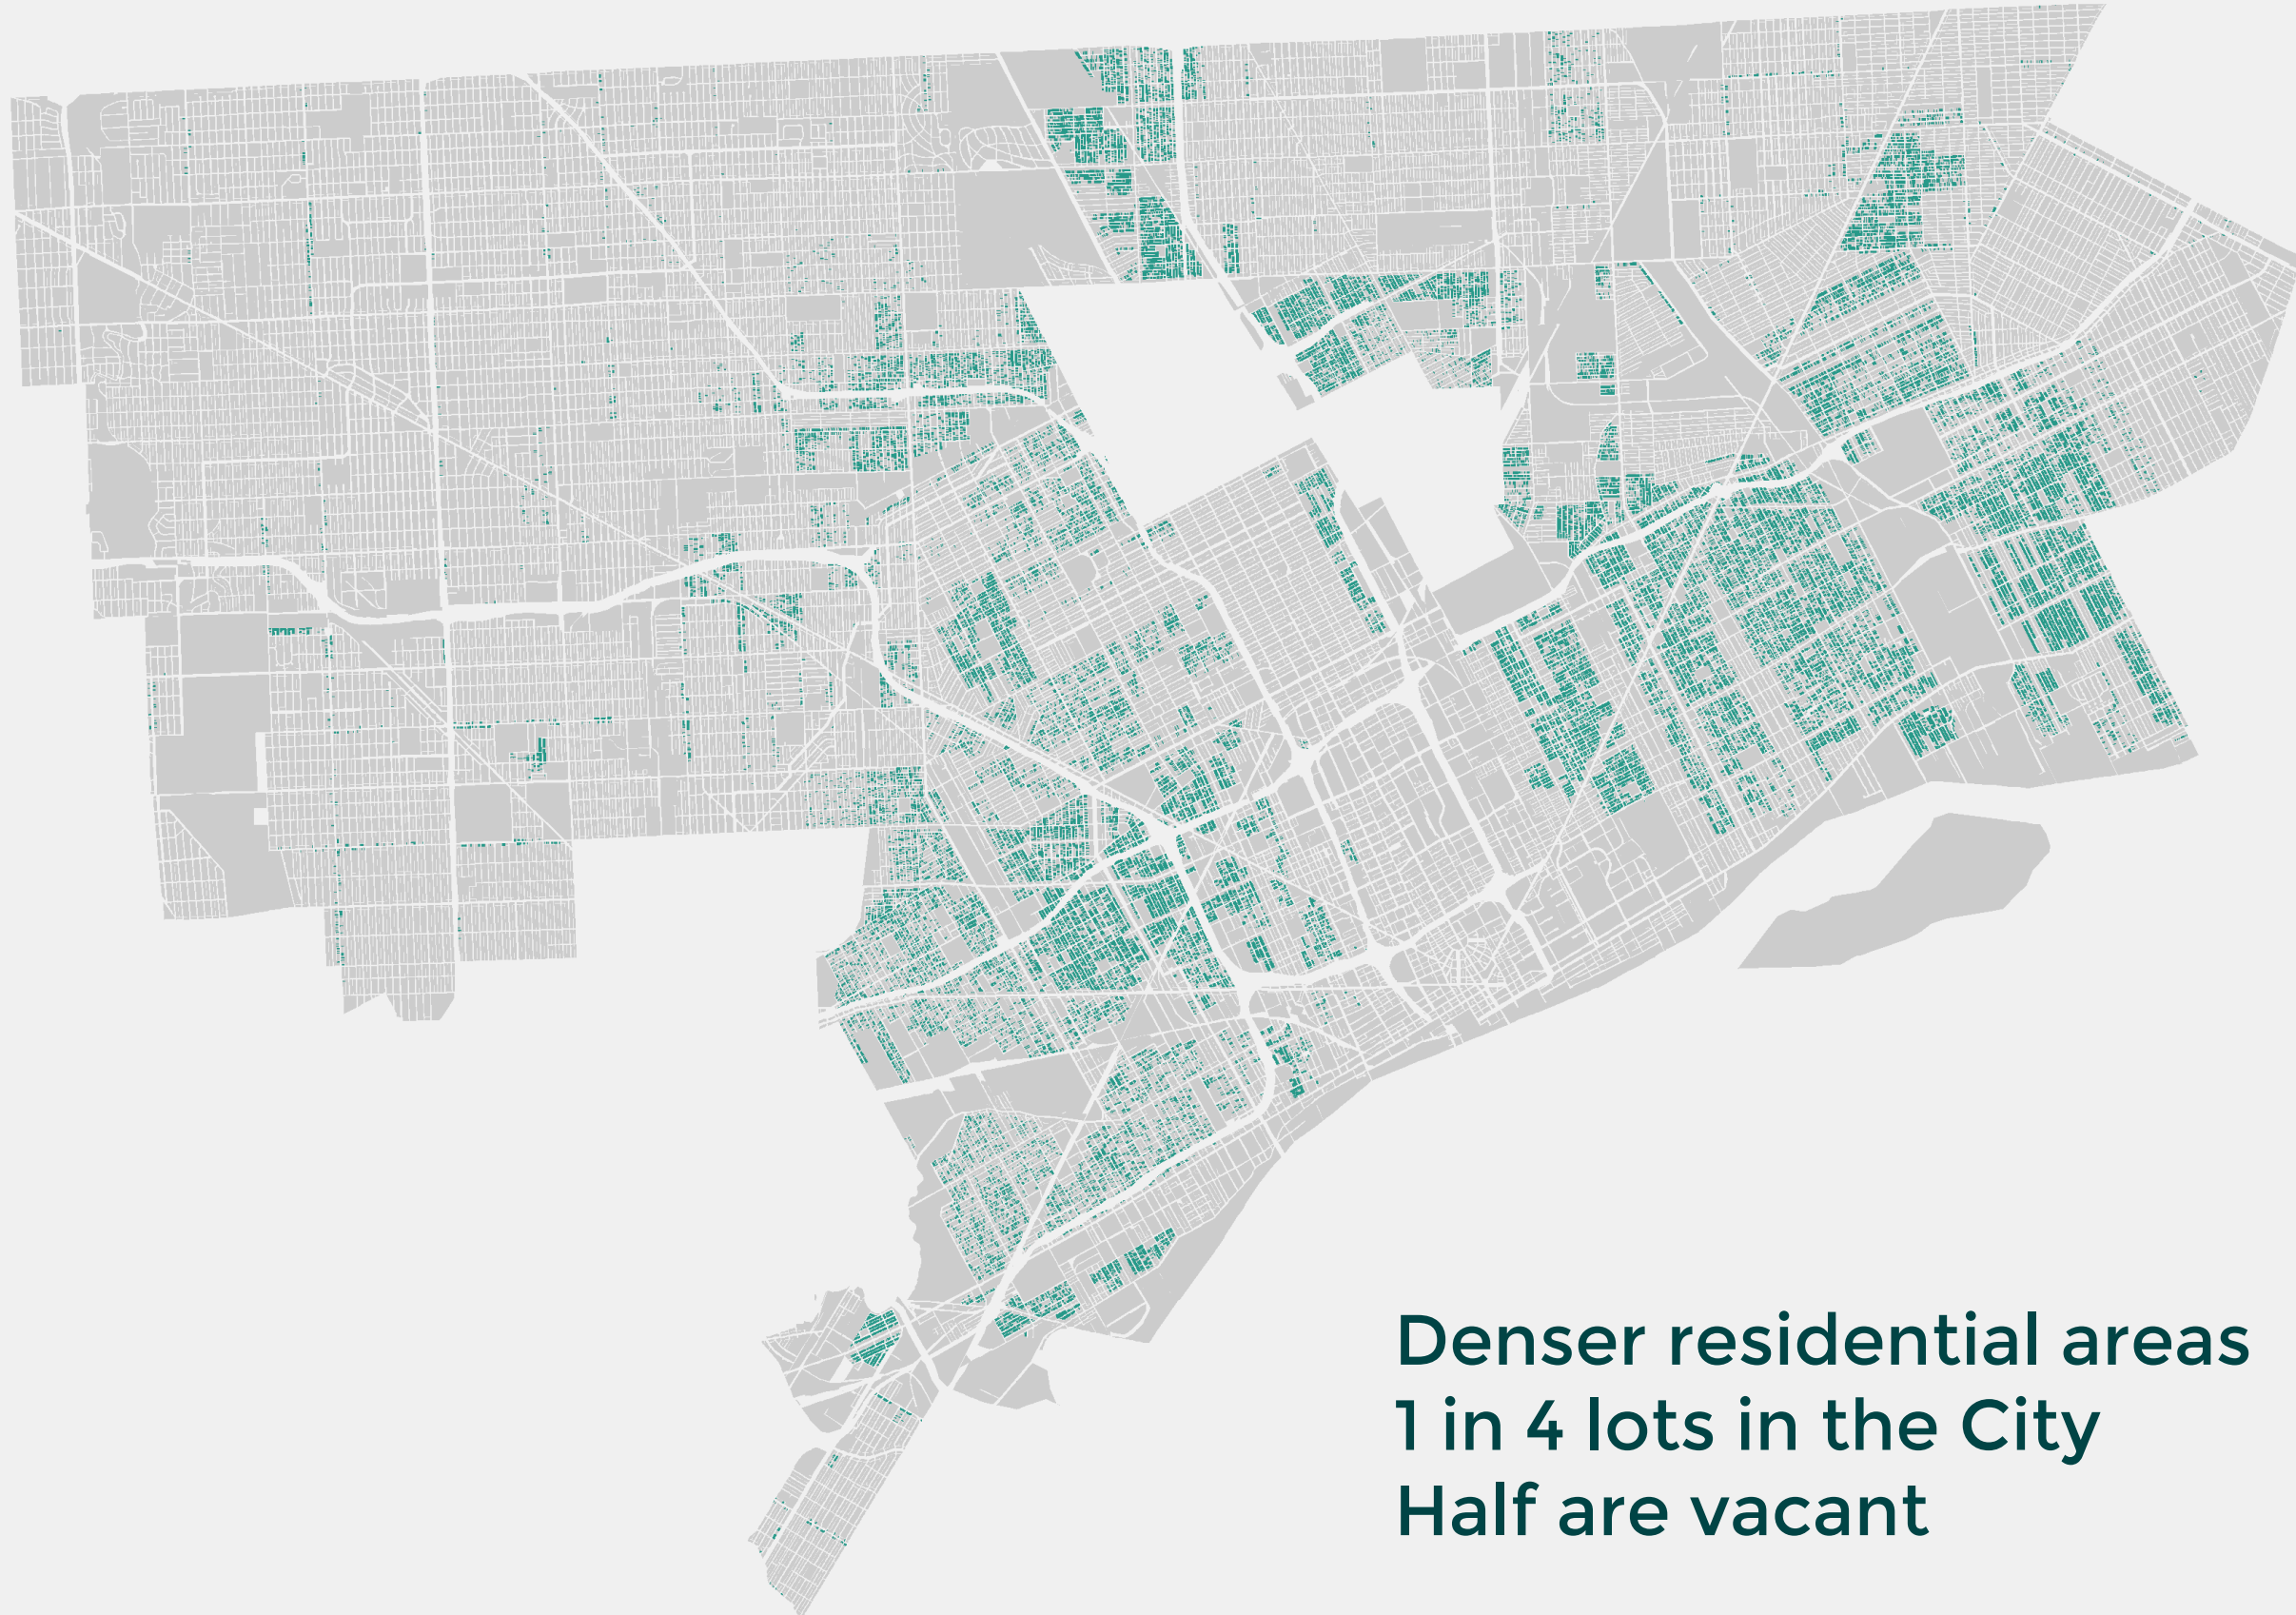 Denser residential areas
1 in 4 lots in the City
Half are vacant